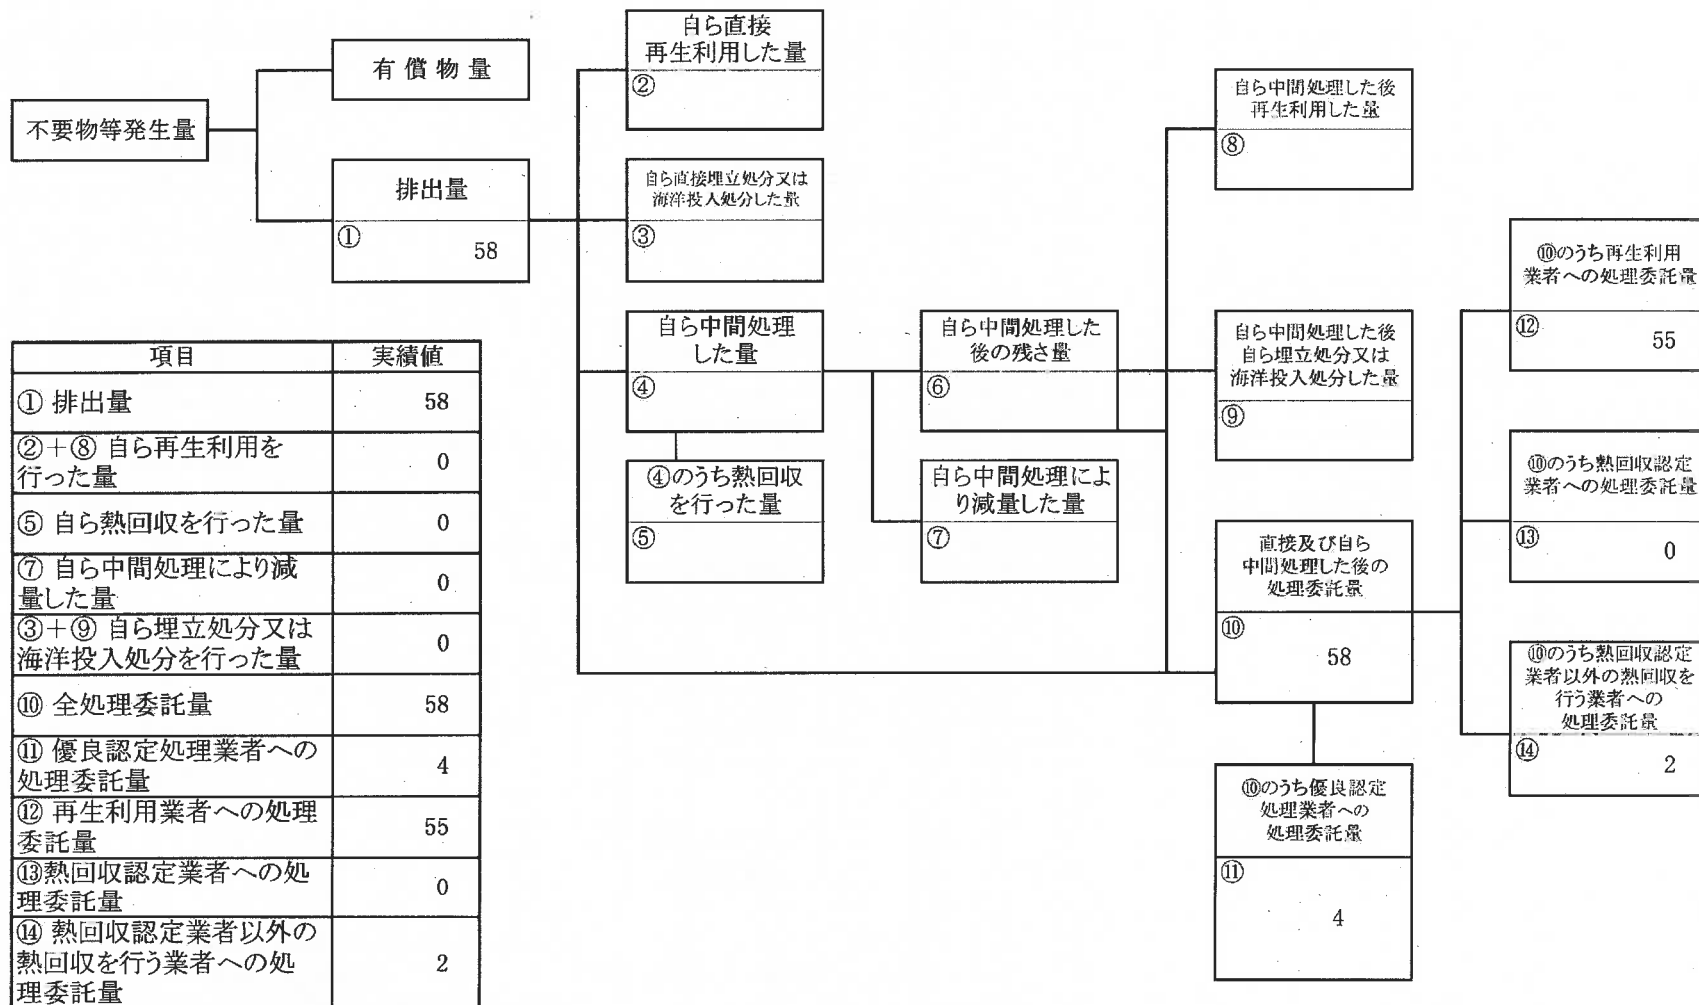 不要物等発生量
有償物量
排出量
①
58
自ら直接
再生利用した量
②
自ら直接埋立処分又は
海洋投入処分した量
③
自ら中間処理
した量
④
④のうち熱回収
を行った量
⑤
自ら中間処理した
後の残さ量
⑥
自ら中間処理によ
り減量した量
⑦
自ら中間処理した後
再生利用した量
⑧
自ら中間処理した後
自ら埋立処分又は
海洋投入処分した量
⑨
直接及び自ら
中間処理した後の
処理委託量
⑩
58
⑩のうち優良認定
処理業者への
処理委託量
⑪
4
⑩のうち再生利用
業者への処理委託量
⑫
55
⑩のうち熱回収認定
業者への処理委託量
⑬
0
⑩のうち熱回収認定
業者以外の熱回収を
行う業者への
処理委託量
⑭
2
項目 実績値
① 排出量 58
②+⑧ 自ら再生利用を
行った量 0
⑤ 自ら熱回収を行った量 0
⑦ 自ら中間処理により減
量した量 0
③+⑨ 自ら埋立処分又は
海洋投入処分を行った量 0
⑩ 全処理委託量 58
⑪ 優良認定処理業者への
処理委託量 4
⑫ 再生利用業者への処理
委託量 55
⑬熱回収認定業者への処
理委託量 0
⑭ 熱回収認定業者以外の
熱回収を行う業者への処
理委託量 2